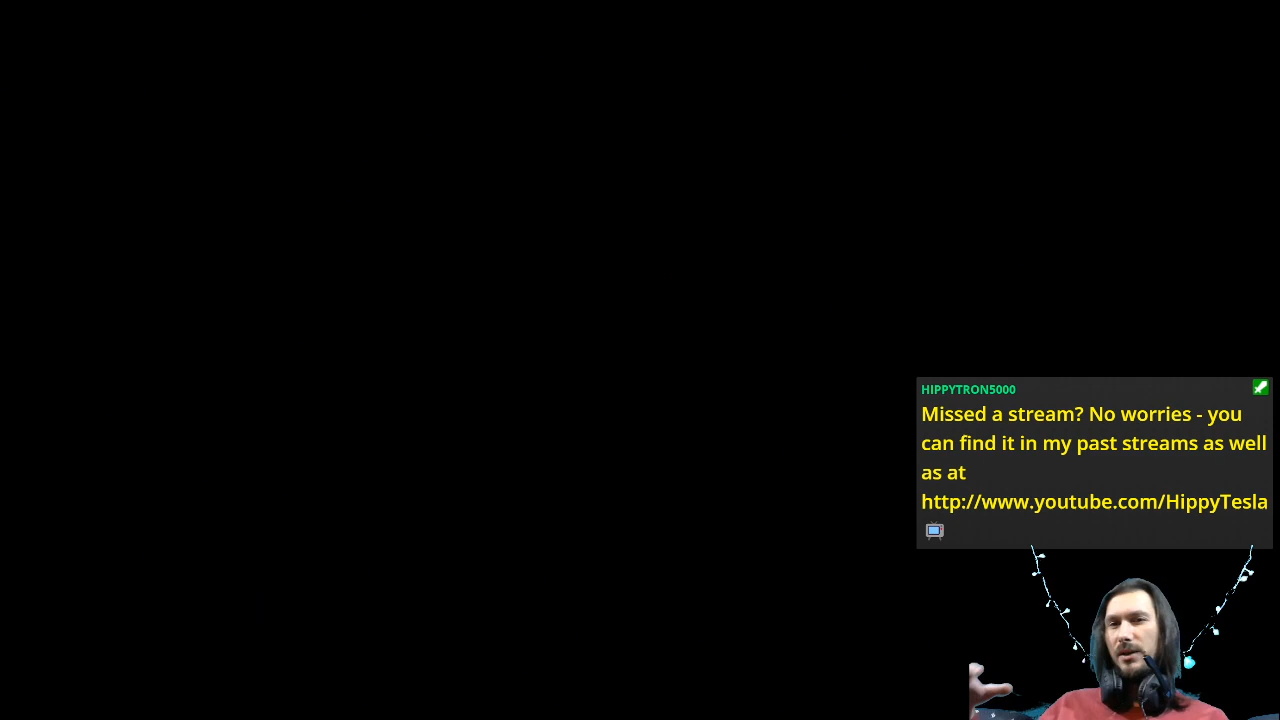 HIPPYTRON5000
Missed a stream? No worries - you
can find it in my past streams as well
as at
http://www.youtube.com/HippyTesla